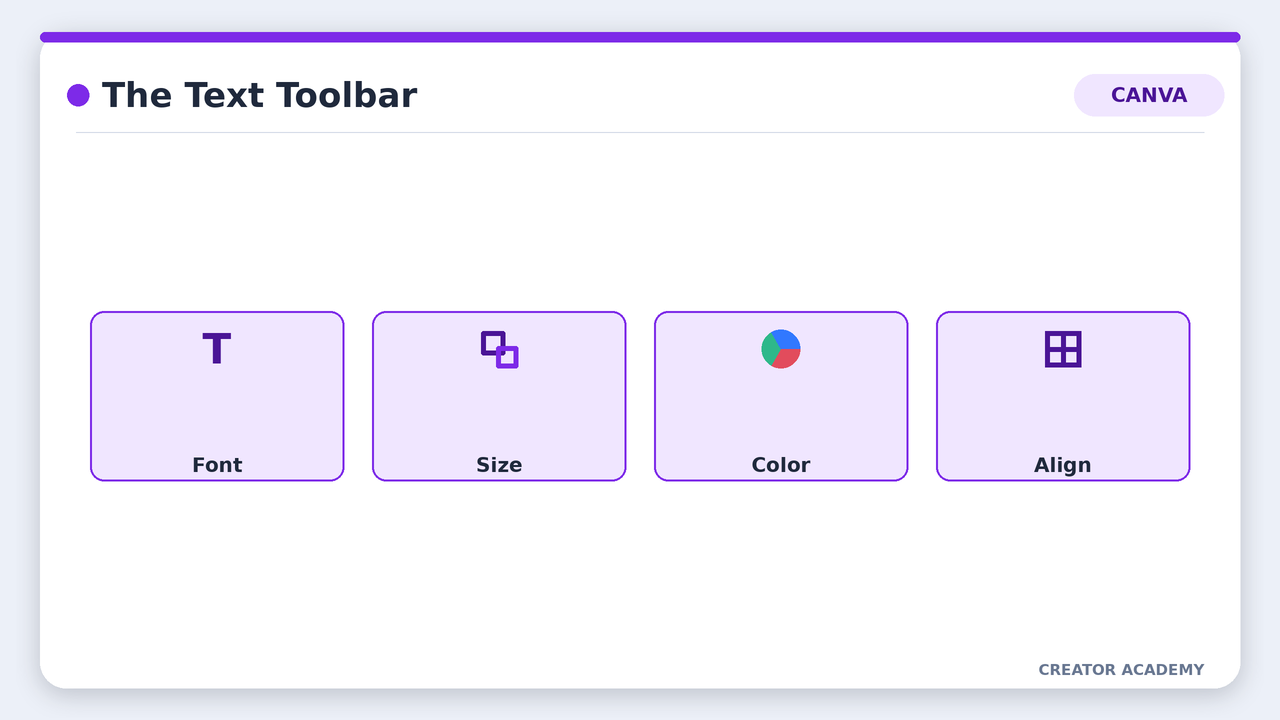 The Text Toolbar
CANVA
Font
Size
Color
Align
CREATOR ACADEMY